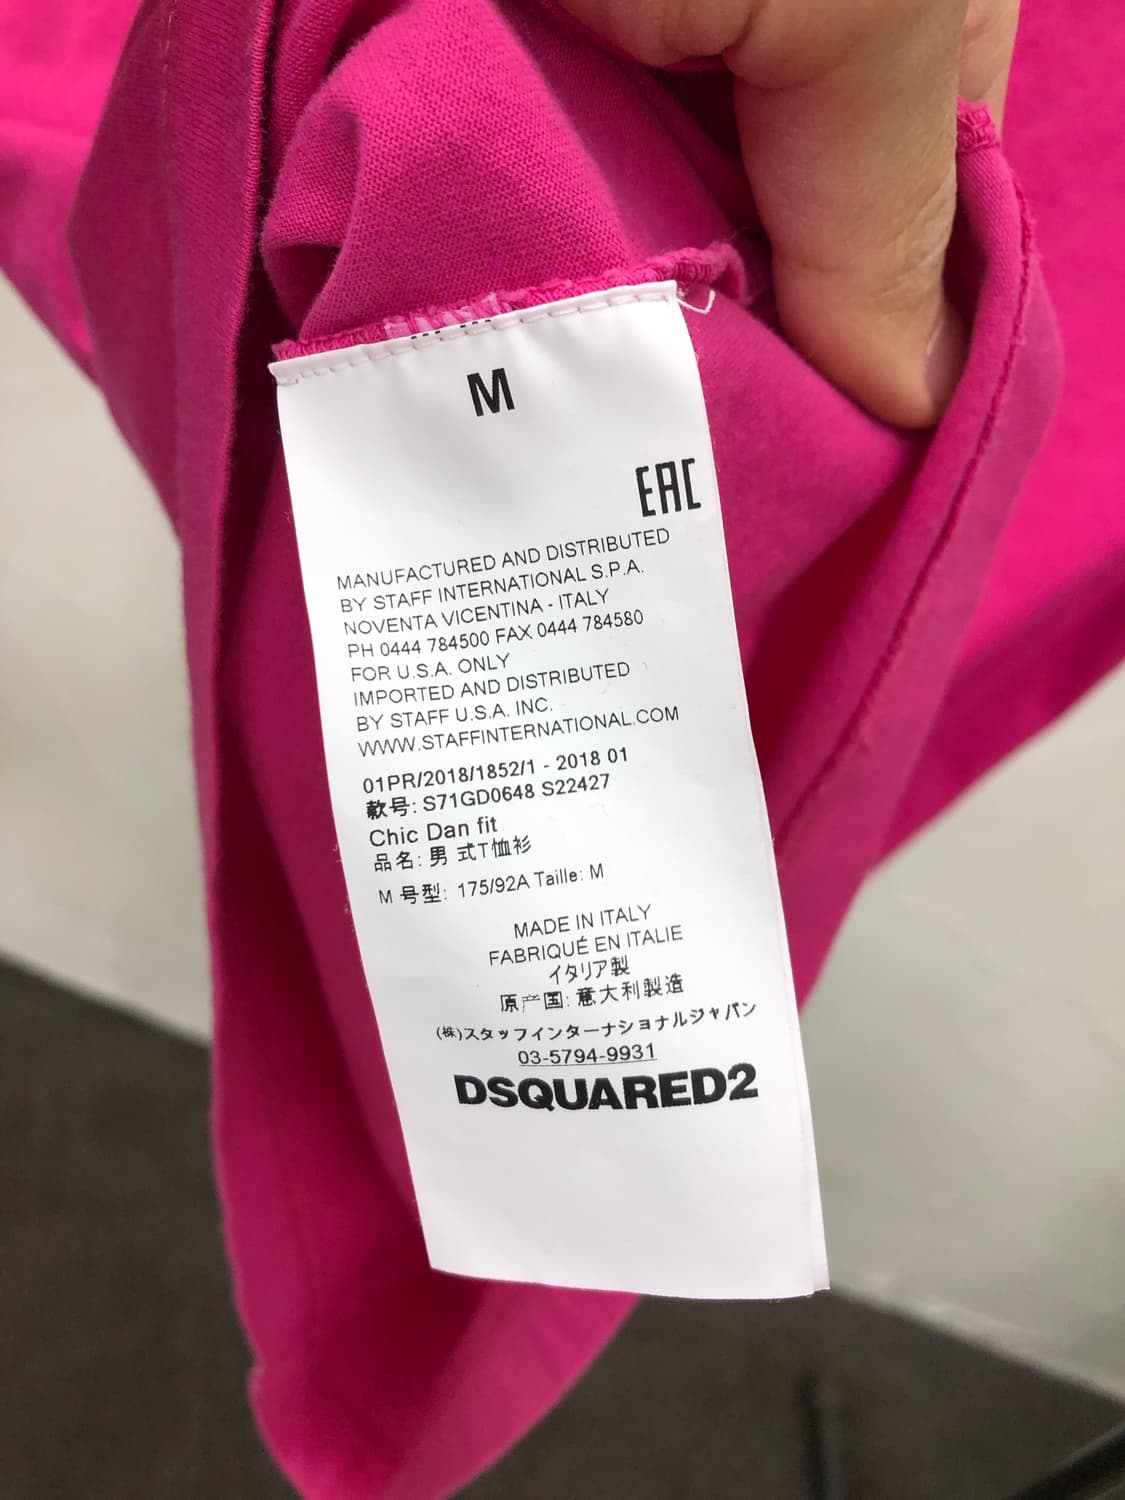 M
EAC
MANUFACTURED AND DISTRIBUTED
BY STAFF INTERNATIONAL S.P.A.
NOVENTA VICENTINA - ITALY
PH 0444 784500 FAX 0444 784580
FOR U.S.A. ONLY
IMPORTED AND DISTRIBUTED
BY STAFF U.S.A. INC.
WWW.STAFFINTERNATIONAL.COM
01PR/2018/1852/1 - 2018 01
款号: S71GD0648 S22427
Chic Dan fit
品名: 男 式T恤衫
M 号型: 175/92A Taille: M
MADE IN ITALY
FABRIQUÉ EN ITALIE
イタリア製
原产国: 意大利製造
(株)スタッフインターナショナルジャパン
03-5794-9931
DSQUARED2